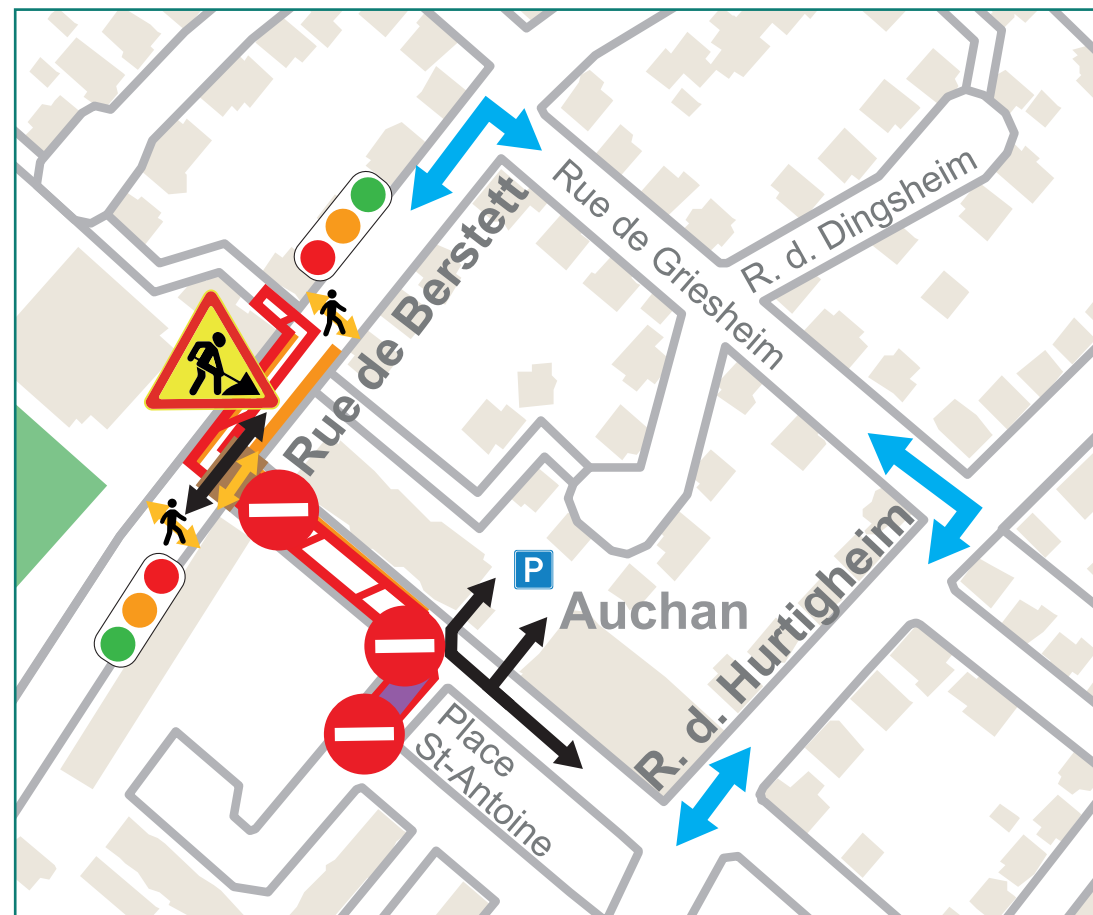 Rue de Griesheim
R. d. Dingsheim
Rue de Berstett
P
Auchan
R. d. Hurtigheim
Place
St-Antoine